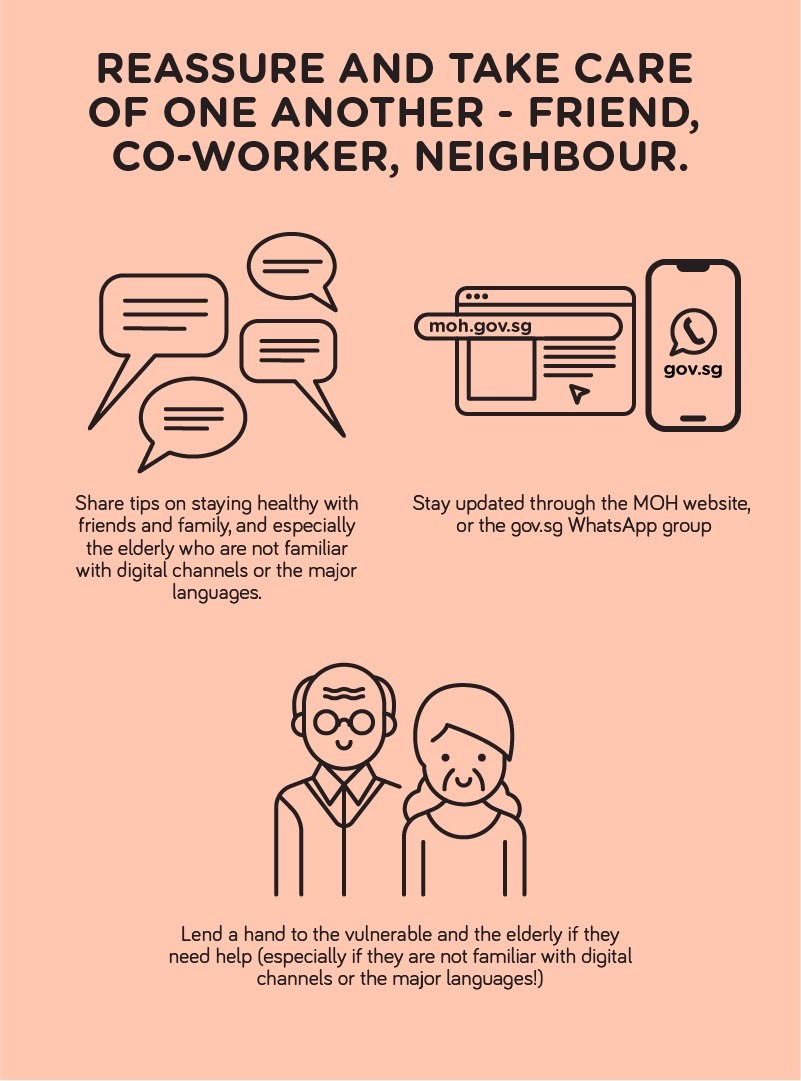 REASSURE AND TAKE CARE
OF ONE ANOTHER - FRIEND,
CO-WORKER, NEIGHBOUR.
moh.gov.sg
gov.sg
Share tips on staying healthy with
friends and family, and especially
the elderly who are not familiar
with digital channels or the major
languages.
Stay updated through the MOH website,
or the gov.sg WhatsApp group
Lend a hand to the vulnerable and the elderly if they
need help (especially if they are not familiar with digital
channels or the major languages!)